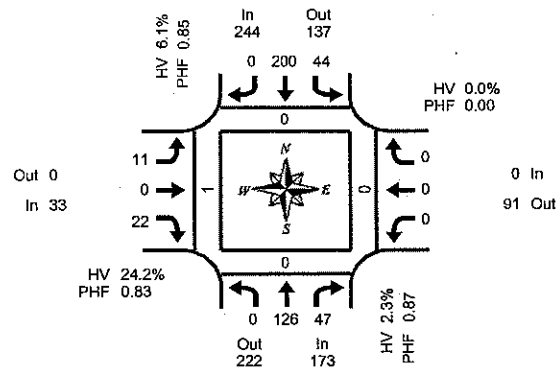 In Out
244 137
HV 6.1%
PHF 0.85
0 200 44
HV 0.0%
PHF 0.00
0
Out 0
In 33
11
0
22
1
N
W E
S
0
0
0
0
0 In
91 Out
HV 24.2%
PHF 0.83
0
0 126 47
Out In
222 173
HV 2.3%
PHF 0.87